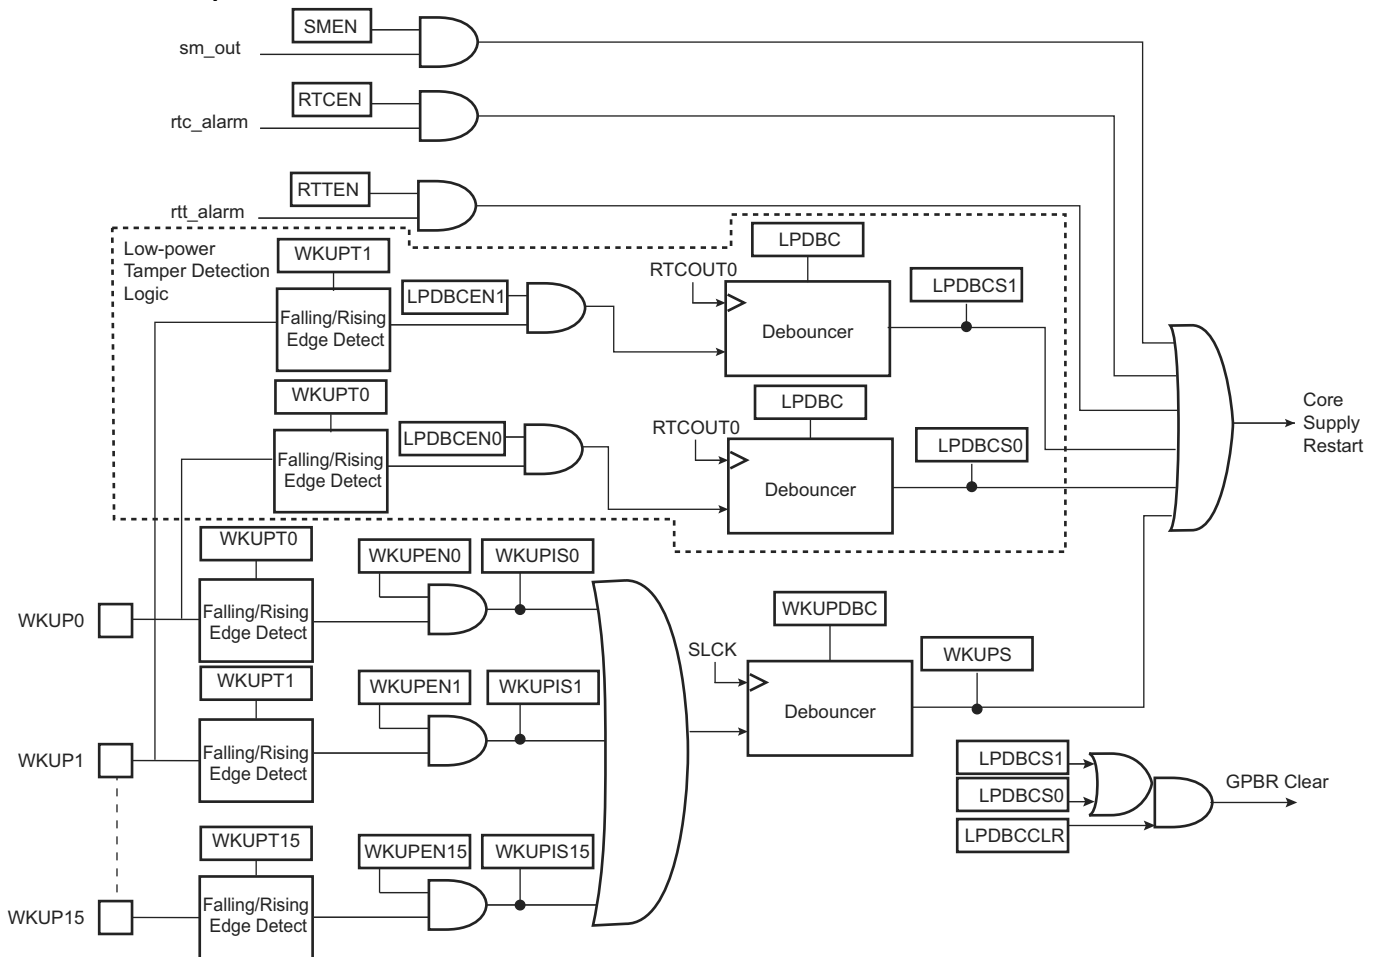 SMEN
sm_out
RTCEN
rtc_alarm
RTTEN
rtt_alarm
Low-power
Tamper Detection
Logic
WKUPT1
Falling/Rising
Edge Detect
LPDBCEN1
RTCOUT0
LPDBC
Debouncer
LPDBCS1
WKUPT0
Falling/Rising
Edge Detect
LPDBCEN0
RTCOUT0
LPDBC
Debouncer
LPDBCS0
Core
Supply
Restart
WKUP0
WKUPT0
Falling/Rising
Edge Detect
WKUPEN0
WKUPIS0
WKUP1
WKUPT1
Falling/Rising
Edge Detect
WKUPEN1
WKUPIS1
SLCK
WKUPDBC
Debouncer
WKUPS
WKUP15
WKUPT15
Falling/Rising
Edge Detect
WKUPEN15
WKUPIS15
LPDBCS1
LPDBCS0
LPDBCCLR
GPBR Clear